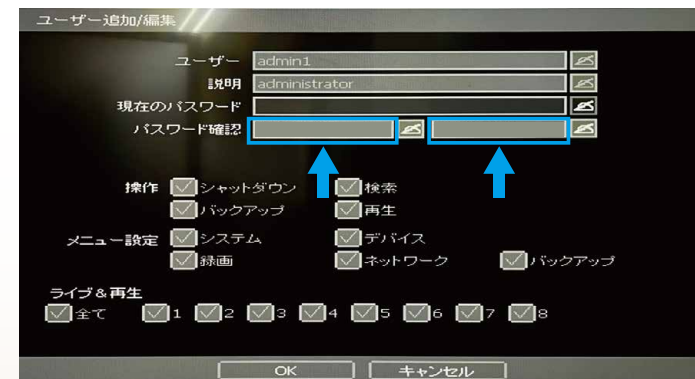 ユーザー追加/編集
ユーザー admin1
説明 administrator
現在のパスワード
パスワード確認
操作 シャットダウン 検索
バックアップ 再生
メニュー設定 システム デバイス
録画 ネットワーク バックアップ
ライブ&再生
全て 1 2 3 4 5 6 7 8
OK キャンセル